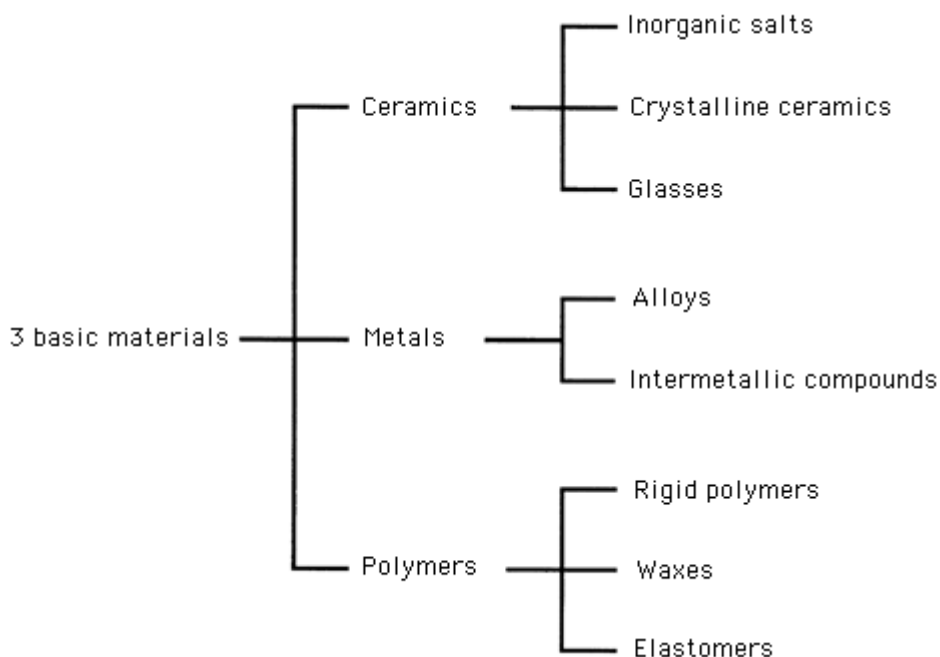 Inorganic salts
Ceramics
Crystalline ceramics
Glasses
Alloys
3 basic materials
Metals
Intermetallic compounds
Rigid polymers
Polymers
Waxes
Elastomers